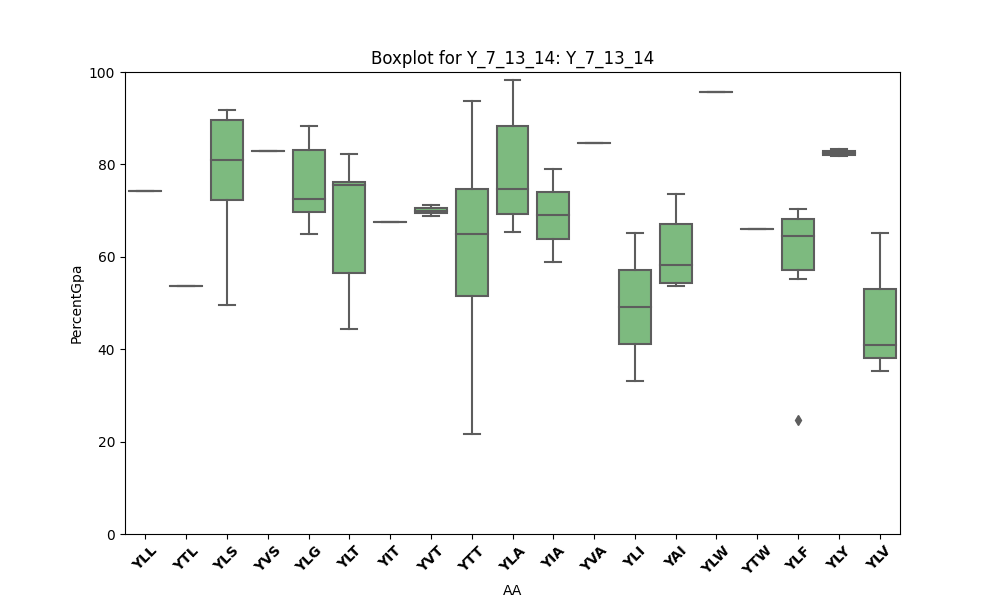 Boxplot for Y_7_13_14: Y_7_13_14
PercentGpa
100
80
60
40
20
0
YLL YTL YLS YVS YLG YLT YIT YVT YTT YLA YIA YVA YLI YAI YLW YTW YLF YLY YLV
AA